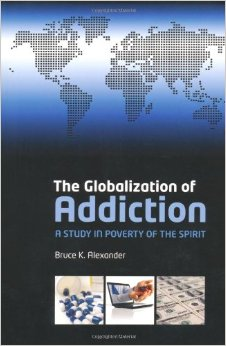 The Globalization of
Addiction
A STUDY IN POVERTY OF THE SPIRIT
Bruce K. Alexander